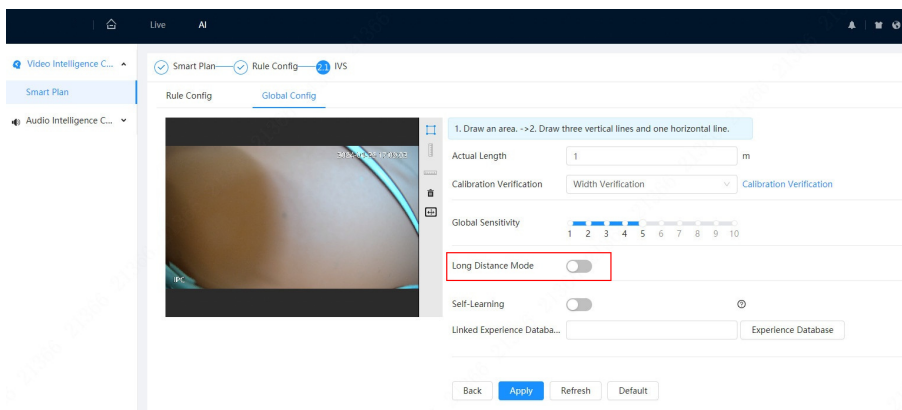 Live AI
Video Intelligence C...
Smart Plan
Audio Intelligence C...
Smart Plan Rule Config 2.1 IVS
Rule Config Global Config
IPC
1. Draw an area. ->2. Draw three vertical lines and one horizontal line.
Actual Length 1 m
Calibration Verification Width Verification Calibration Verification
Global Sensitivity
1 2 3 4 5 6 7 8 9 10
Long Distance Mode
Self-Learning
Linked Experience Databa... Experience Database
Back Apply Refresh Default